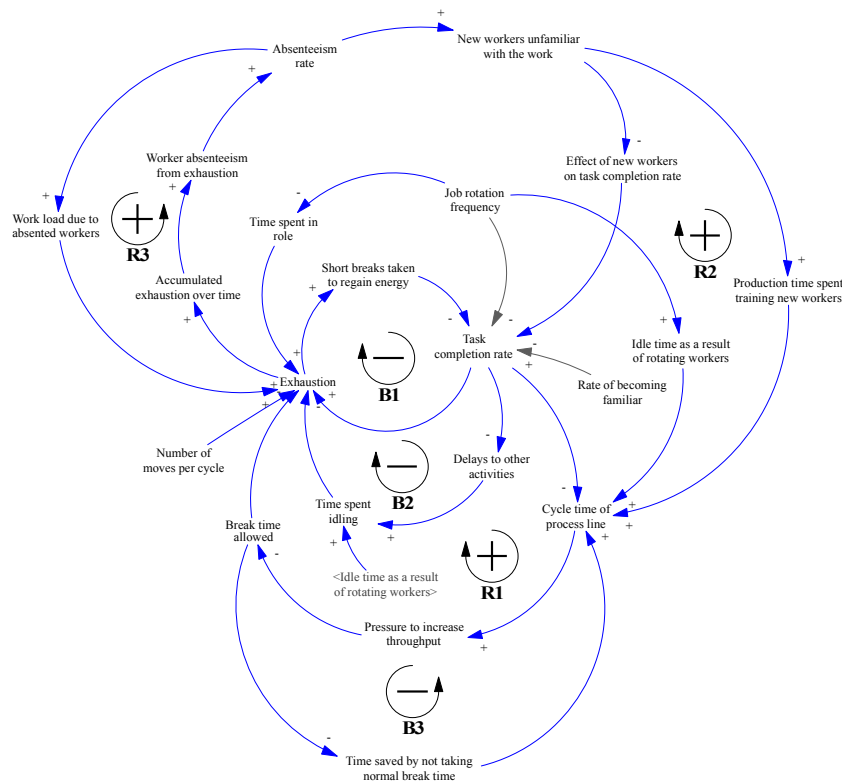 New workers unfamiliar
with the work
Absenteeism
rate
Worker absenteeism
from exhaustion
Effect of new workers
on task completion rate
Job rotation
frequency
Work load due to
absented workers
R3
Time spent in
role
R2
Accumulated
exhaustion over time
Short breaks taken
to regain energy
Production time spent
training new workers
Task
completion rate
Idle time as a result
of rotating workers
Exhaustion
B1
Rate of becoming
familiar
Number of
moves per cycle
B2
Delays to other
activities
Time spent
idling
Cycle time of
process line
Break time
allowed
<Idle time as a result
of rotating workers>
R1
Pressure to increase
throughput
B3
Time saved by not taking
normal break time